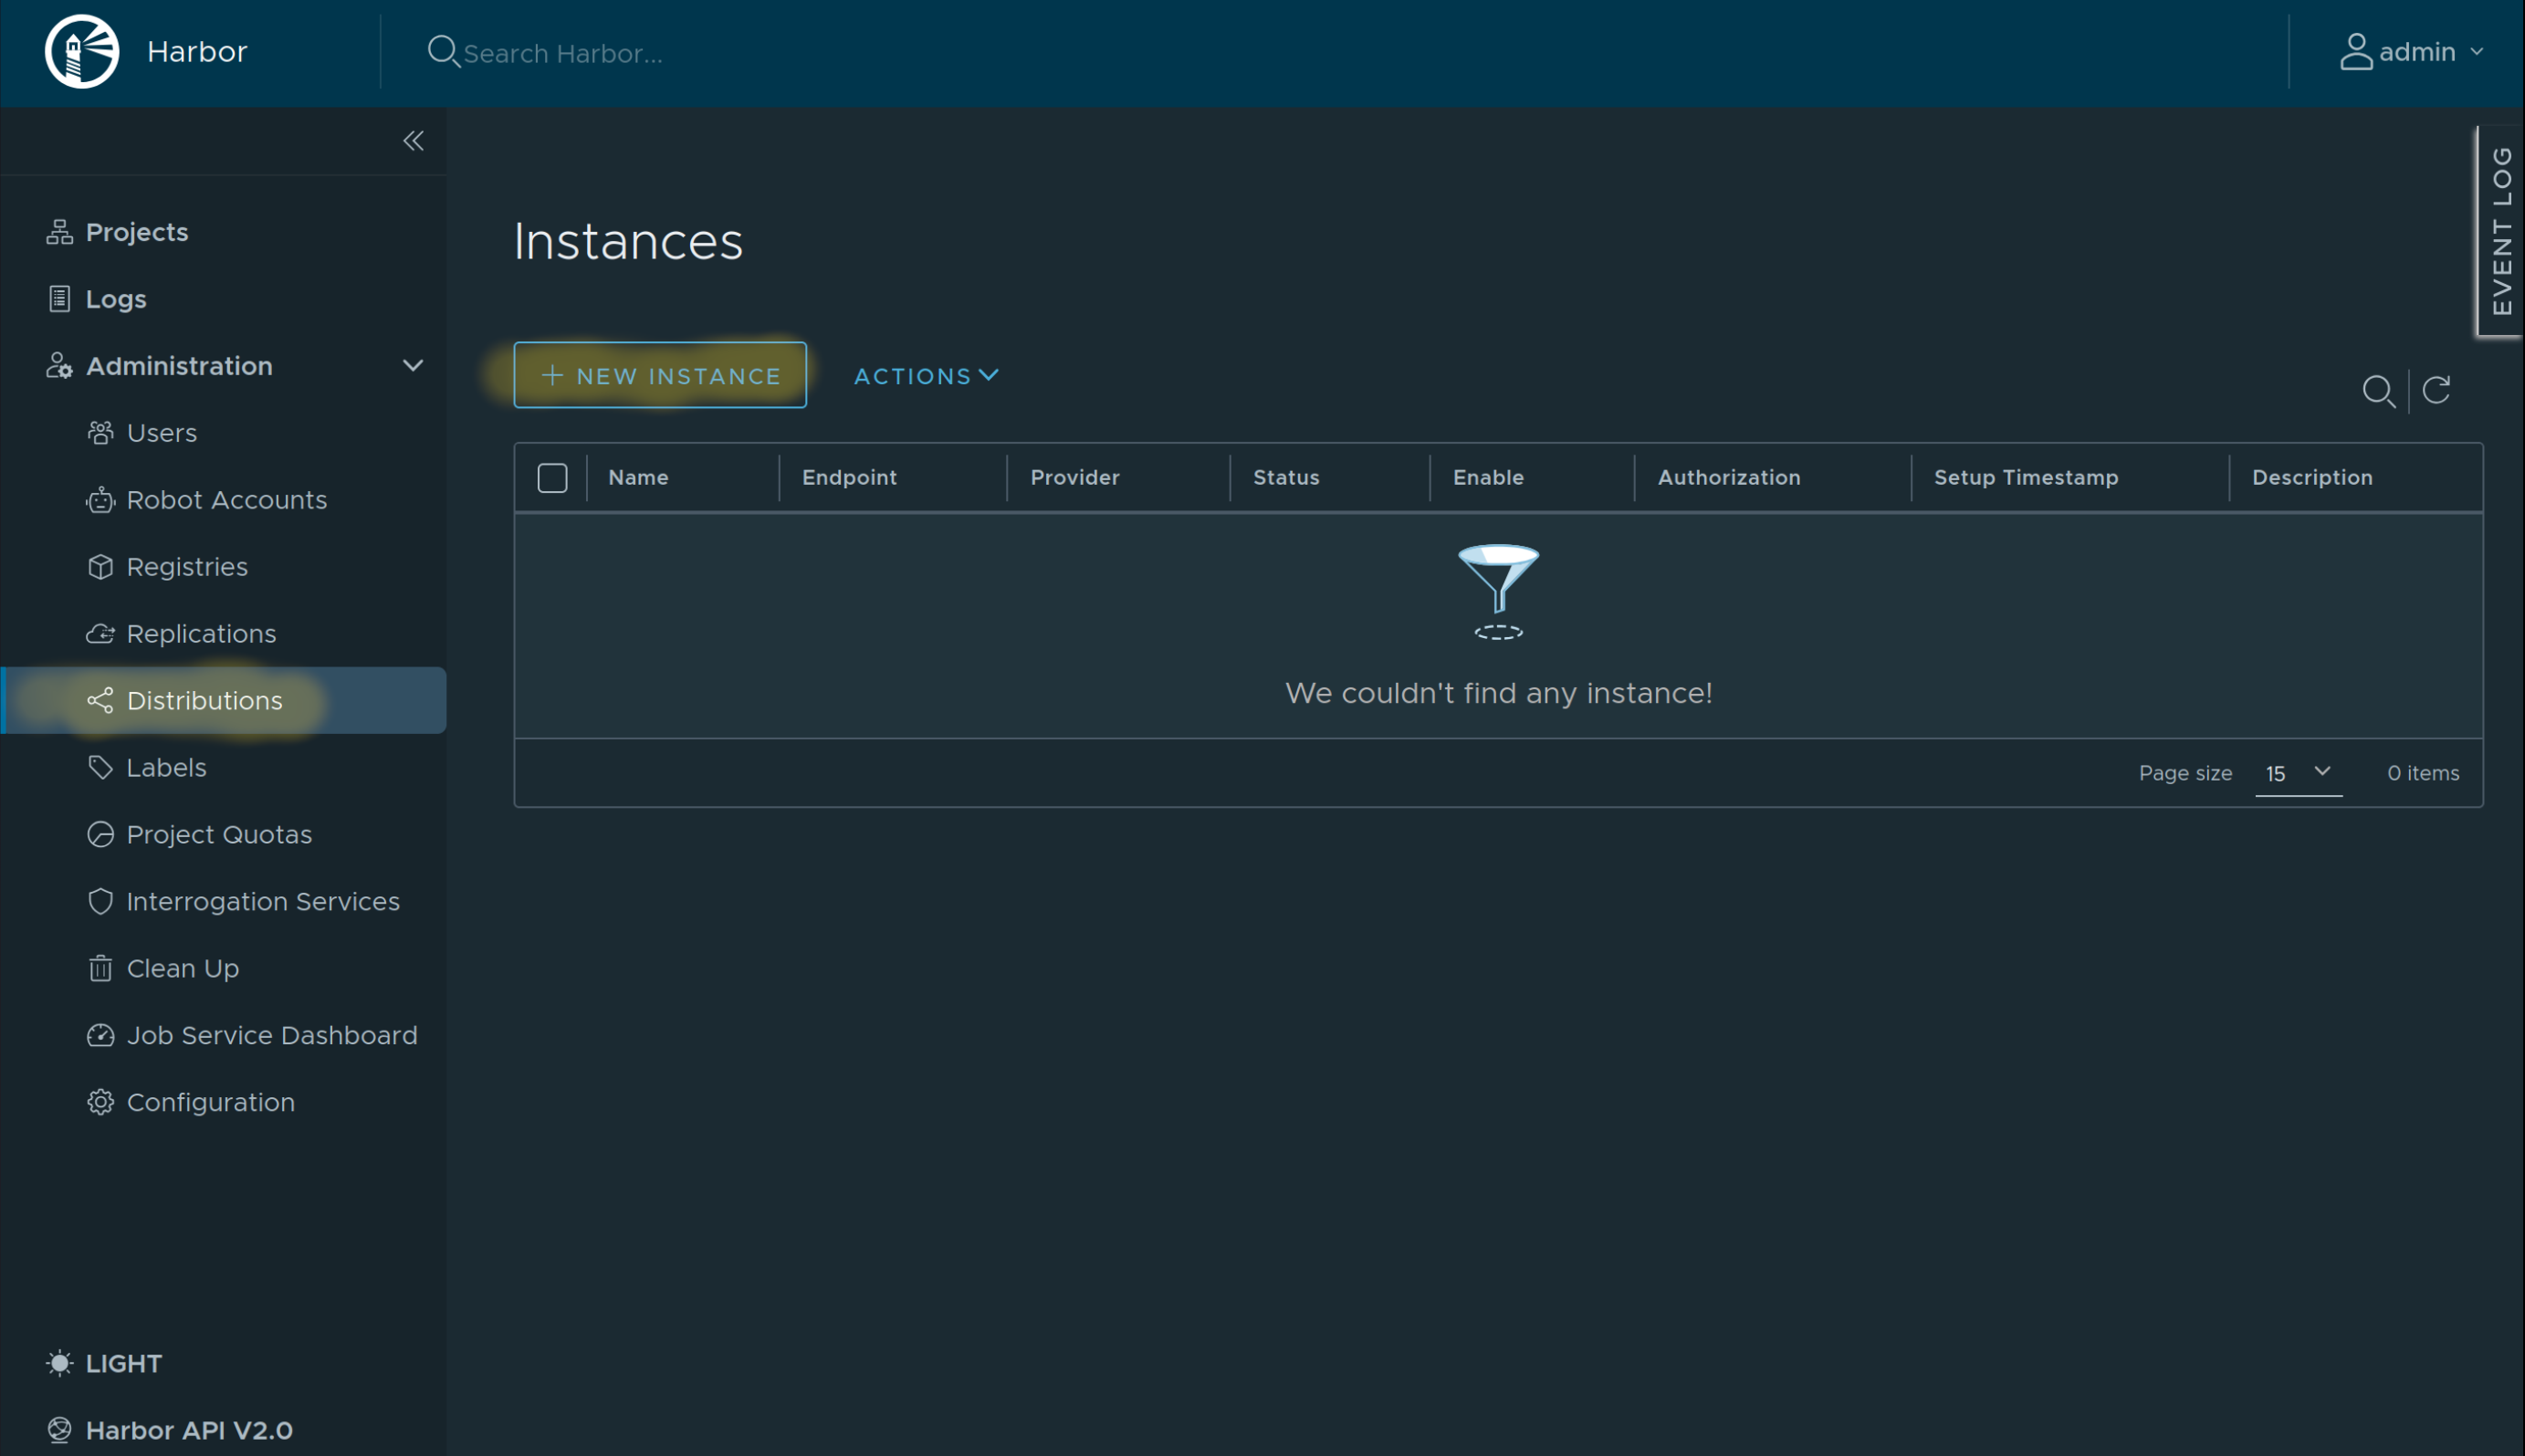 Harbor
Search Harbor...
admin
EVENT LOG
Projects
Logs
Administration
Users
Robot Accounts
Registries
Replications
Distributions
Labels
Project Quotas
Interrogation Services
Clean Up
Job Service Dashboard
Configuration
LIGHT
Harbor API V2.0
Instances
+ NEW INSTANCE ACTIONS
Name Endpoint Provider Status Enable Authorization Setup Timestamp Description
We couldn't find any instance!
Page size 15 0 items